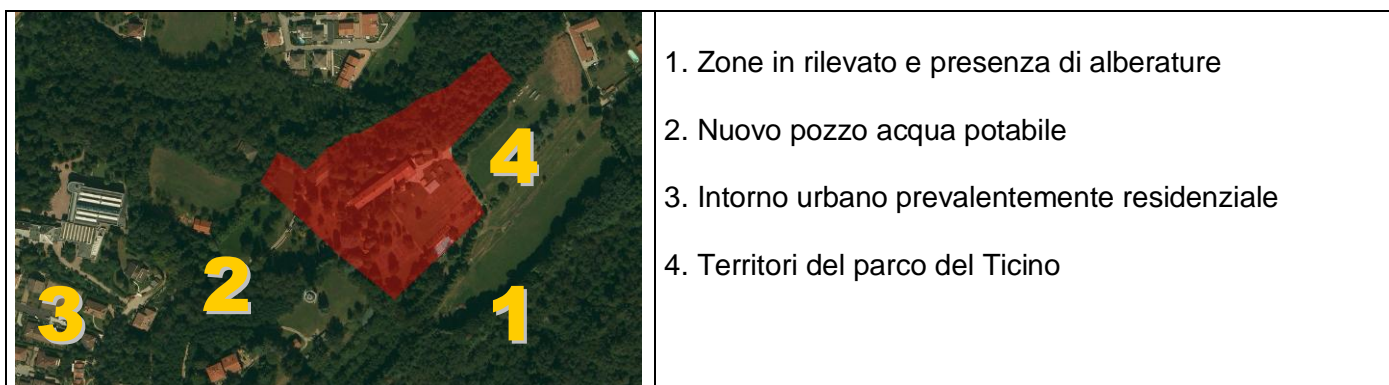 4
2
3
1
1. Zone in rilevato e presenza di alberature
2. Nuovo pozzo acqua potabile
3. Intorno urbano prevalentemente residenziale
4. Territori del parco del Ticino